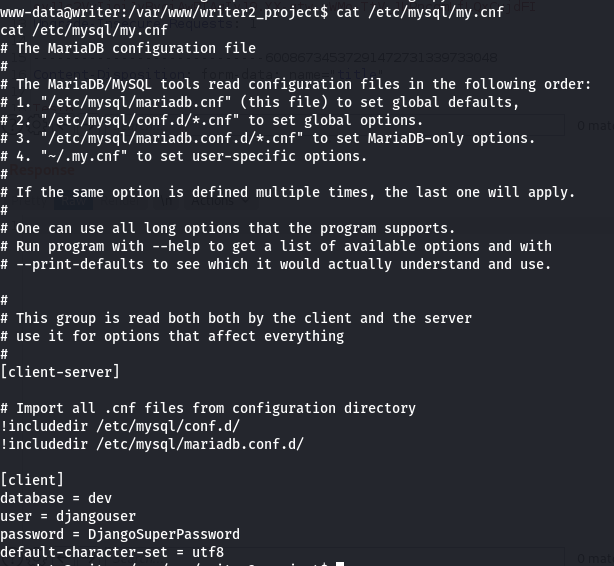 www-data@writer:/var/www/writer2_project$ cat /etc/mysql/my.cnf
cat /etc/mysql/my.cnf
# The MariaDB configuration file
#
# The MariaDB/MySQL tools read configuration files in the following order:
# 1. "/etc/mysql/mariadb.cnf" (this file) to set global defaults,
# 2. "/etc/mysql/conf.d/*.cnf" to set global options.
# 3. "/etc/mysql/mariadb.conf.d/*.cnf" to set MariaDB-only options.
# 4. "~/.my.cnf" to set user-specific options.
#
# If the same option is defined multiple times, the last one will apply.
#
# One can use all long options that the program supports.
# Run program with --help to get a list of available options and with
# --print-defaults to see which it would actually understand and use.
#
# This group is read both both by the client and the server
# use it for options that affect everything
#
[client-server]
# Import all .cnf files from configuration directory
!includedir /etc/mysql/conf.d/
!includedir /etc/mysql/mariadb.conf.d/
[client]
database = dev
user = djangouser
password = DjangoSuperPassword
default-character-set = utf8